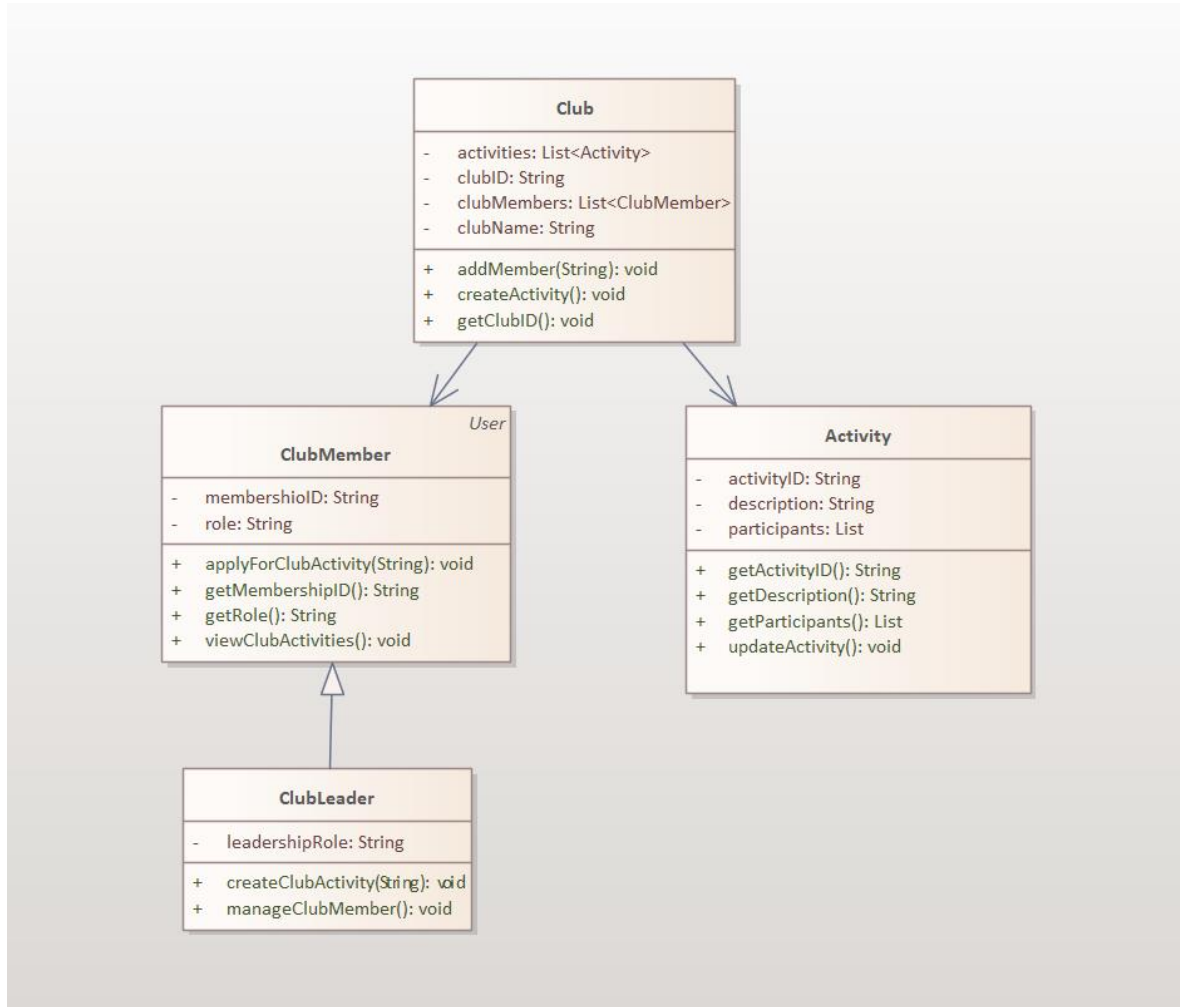 Club
- activities: List<Activity>
- clubID: String
- clubMembers: List<ClubMember>
- clubName: String
+ addMember(String): void
+ createActivity(): void
+ getClubID(): void
User
ClubMember
- membershioID: String
- role: String
+ applyForClubActivity(String): void
+ getMembershipID(): String
+ getRole(): String
+ viewClubActivities(): void
Activity
- activityID: String
- description: String
- participants: List
+ getActivityID(): String
+ getDescription(): String
+ getParticipants(): List
+ updateActivity(): void
ClubLeader
- leadershipRole: String
+ createClubActivity(String): void
+ manageClubMember(): void